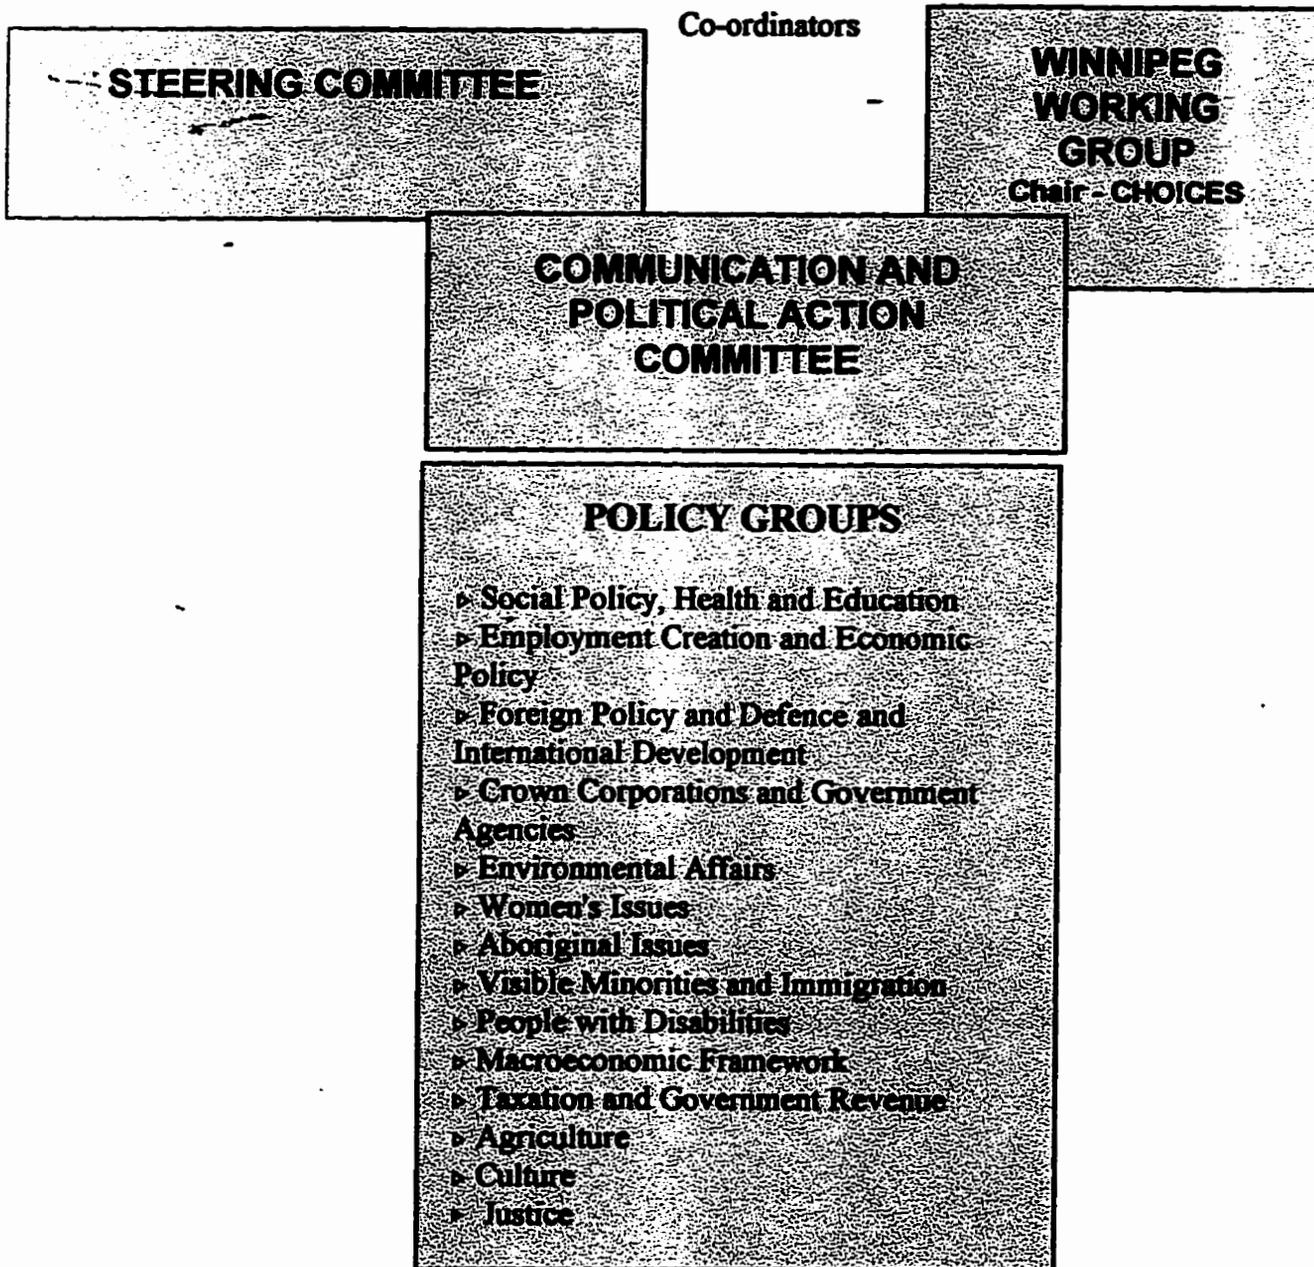 Co-ordinators
STEERING COMMITTEE
WINNIPEG
WORKING
GROUP
Chair - CHOICES
COMMUNICATION AND
POLITICAL ACTION
COMMITTEE
POLICY GROUPS
▹ Social Policy, Health and Education
▹ Employment Creation and Economic
Policy
▹ Foreign Policy and Defence and
International Development
▹ Crown Corporations and Government
Agencies
▹ Environmental Affairs
▹ Women's Issues
▹ Aboriginal Issues
▹ Visible Minorities and Immigration
▹ People with Disabilities
▹ Macroeconomic Framework
▹ Taxation and Government Revenue
▹ Agriculture
▹ Culture
▹ Justice